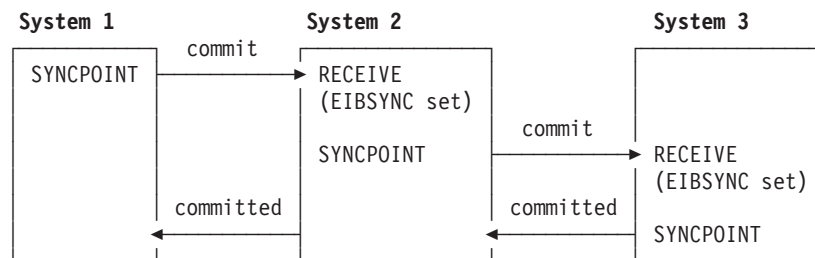 System 1
System 2
System 3
commit
SYNCPOINT
RECEIVE
(EIBSYNC set)
commit
SYNCPOINT
RECEIVE
(EIBSYNC set)
committed
committed
SYNCPOINT